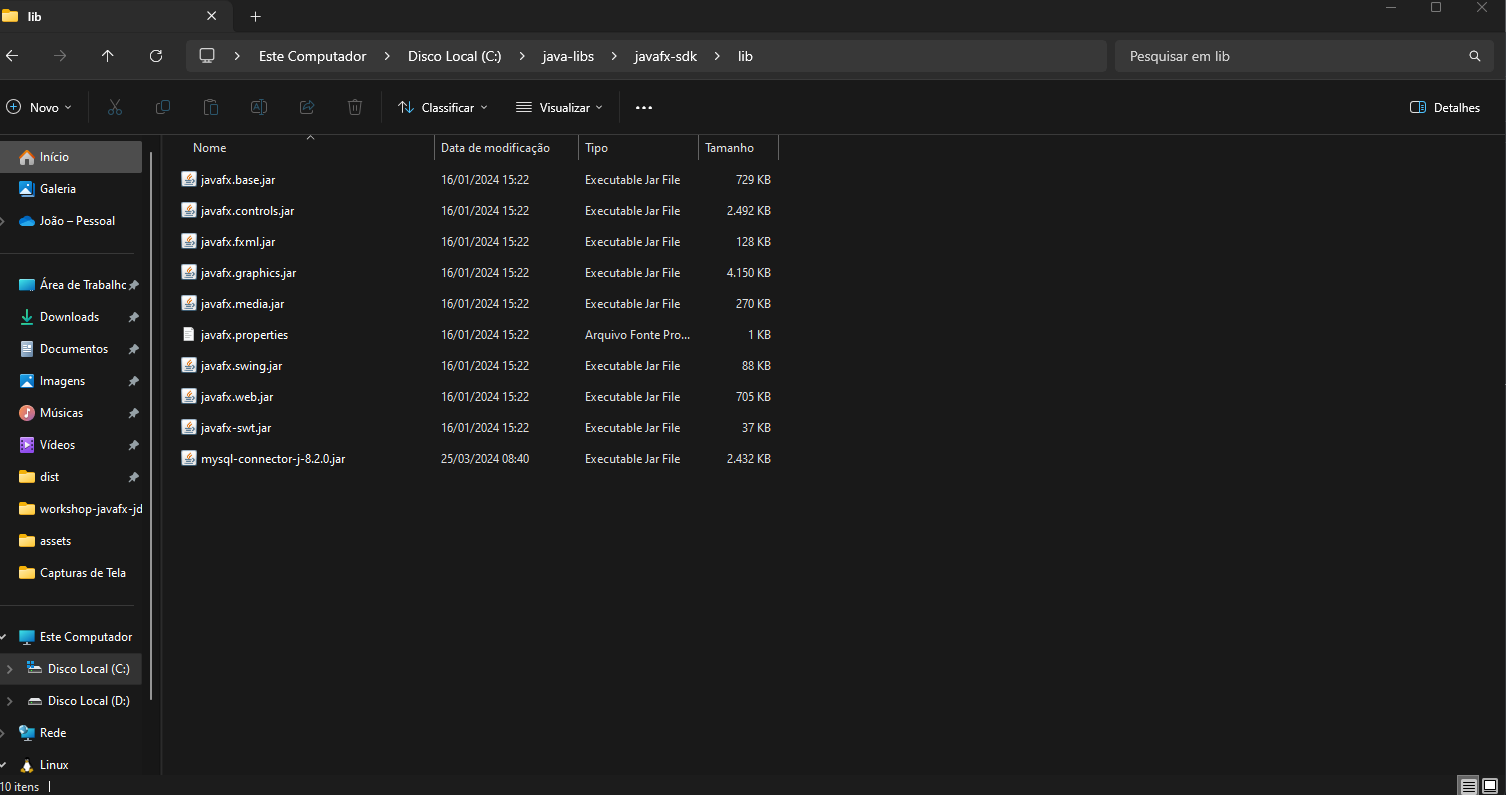 lib
Este Computador > Disco Local (C:) > java-libs > javafx-sdk > lib
Pesquisar em lib
Novo
Classificar
Visualizar
Detalhes
Início
Galeria
João – Pessoal
Área de Trabalho
Downloads
Documentos
Imagens
Músicas
Vídeos
dist
workshop-javafx-jd
assets
Capturas de Tela
Este Computador
Disco Local (C:)
Disco Local (D:)
Rede
Linux
Nome Data de modificação Tipo Tamanho
javafx.base.jar 16/01/2024 15:22 Executable Jar File 729 KB
javafx.controls.jar 16/01/2024 15:22 Executable Jar File 2.492 KB
javafx.fxml.jar 16/01/2024 15:22 Executable Jar File 128 KB
javafx.graphics.jar 16/01/2024 15:22 Executable Jar File 4.150 KB
javafx.media.jar 16/01/2024 15:22 Executable Jar File 270 KB
javafx.properties 16/01/2024 15:22 Arquivo Fonte Pro... 1 KB
javafx.swing.jar 16/01/2024 15:22 Executable Jar File 88 KB
javafx.web.jar 16/01/2024 15:22 Executable Jar File 705 KB
javafx-swt.jar 16/01/2024 15:22 Executable Jar File 37 KB
mysql-connector-j-8.2.0.jar 25/03/2024 08:40 Executable Jar File 2.432 KB
10 itens